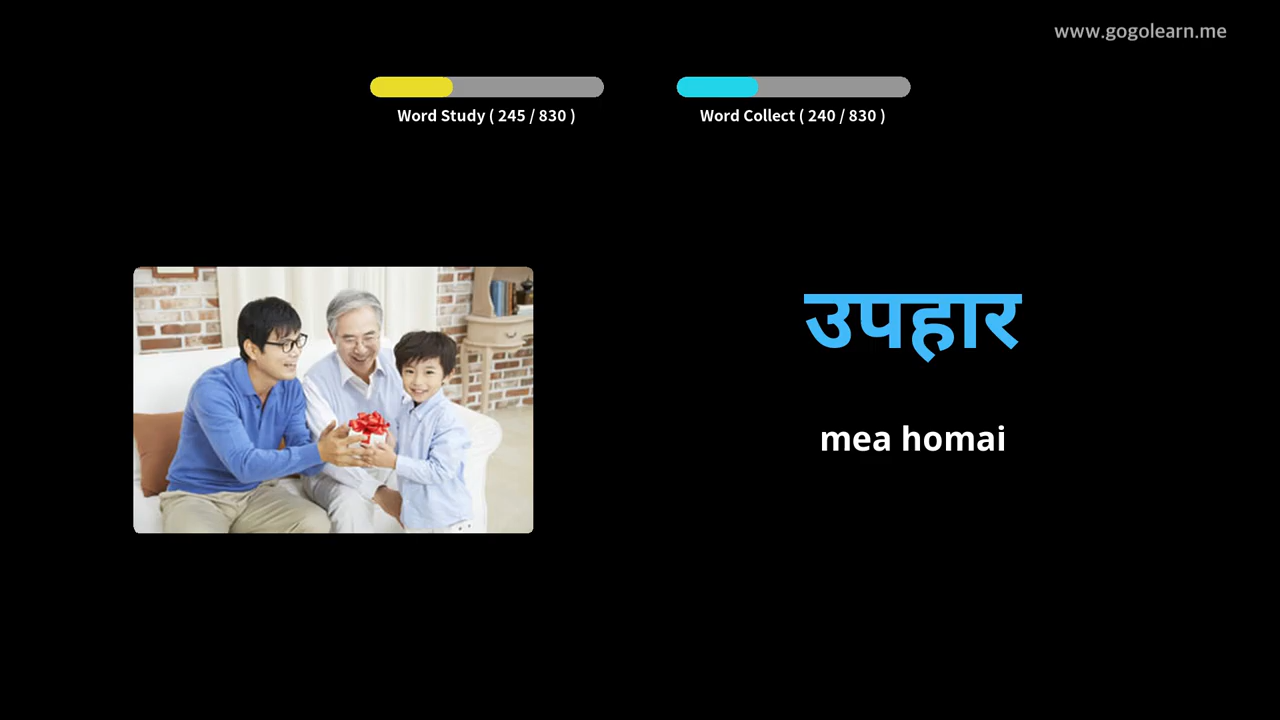 www.gogolearn.me
Word Study ( 245 / 830 )
Word Collect ( 240 / 830 )
उपहार
mea homai